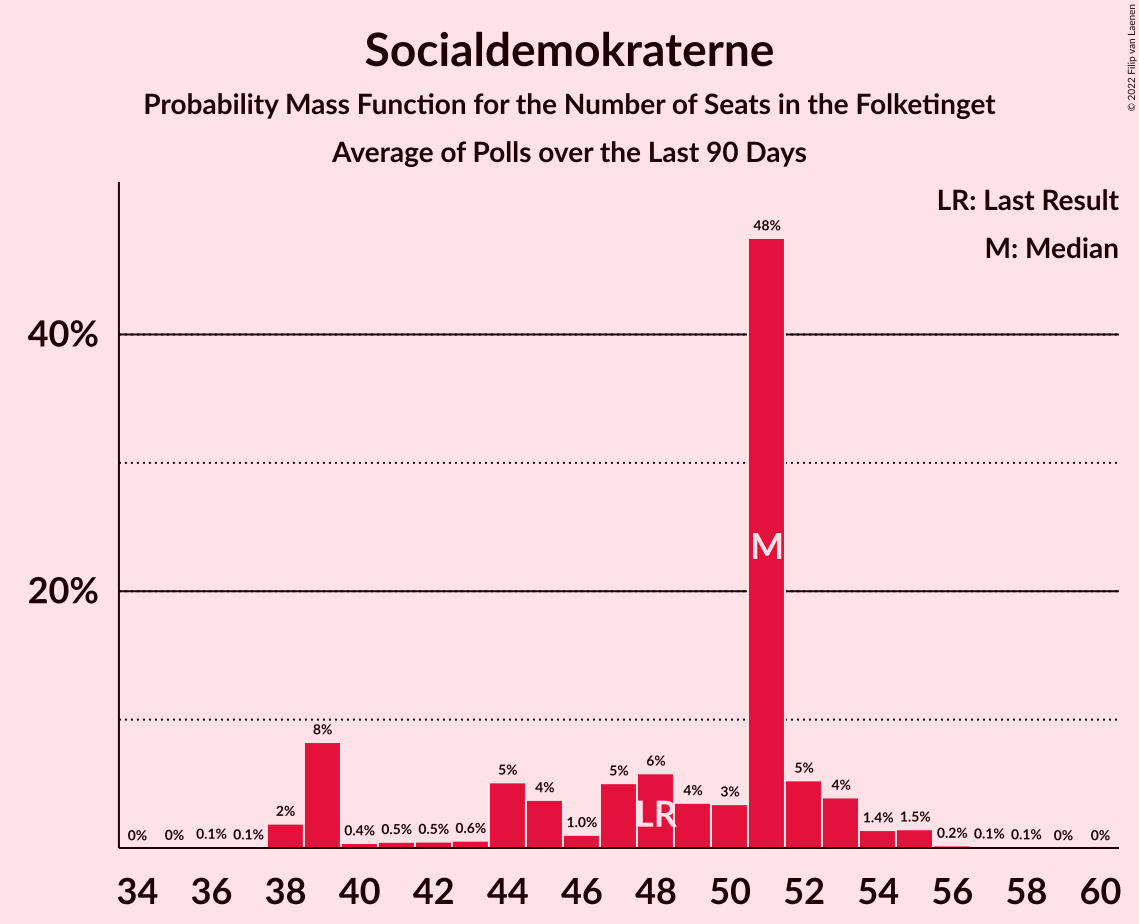 Socialdemokraterne
Probability Mass Function for the Number of Seats in the Folketinget
Average of Polls over the Last 90 Days
© 2022 Filip van Laenen
LR: Last Result
M: Median
40%
20%
0% 0% 0.1% 0.1% 2% 8% 0.4% 0.5% 0.5% 0.6% 5% 4% 1.0% 5% 6% 4% 3% 48% 5% 4% 1.4% 1.5% 0.2% 0.1% 0.1% 0% 0%
M
LR
34 36 38 40 42 44 46 48 50 52 54 56 58 60